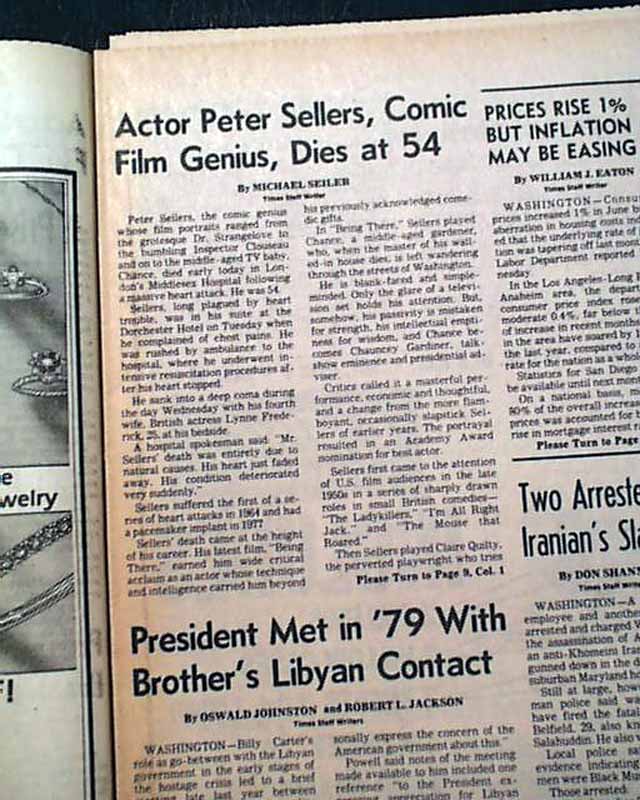 Actor Peter Sellers, Comic
Film Genius, Dies at 54
By MICHAEL SEILER
Times Staff Writer
Peter Sellers, the comic genius
whose film portraits ranged from
the grotesque Dr. Strangelove to
the bumbling Inspector Clouseau
and on to the middle-aged TV baby,
Chance, died early today in Lon-
don's Middlesex Hospital following
a massive heart attack. He was 54.
Sellers, long plagued by heart
trouble, was in his suite at the
Dorchester Hotel on Tuesday when
he complained of chest pains. He
was rushed by ambulance to the
hospital, where he underwent in-
tensive resuscitation procedures af-
ter his heart stopped.
He sank into a deep coma during
the day Wednesday with his fourth
wife, British actress Lynne Frede-
rick, 25, at his bedside.
A hospital spokesman said: "Mr.
Sellers' death was entirely due to
natural causes. His heart just faded
away. His condition deteriorated
very suddenly."
Sellers suffered the first of a se-
ries of heart attacks in 1964 and had
a pacemaker implant in 1977.
Sellers' death came at the height
of his career. His latest film, "Being
There," earned him wide critical
acclaim as an actor whose technique
and intelligence carried him beyond
his previously acknowledged come-
dic gifts.
In "Being There," Sellers played
Chance, a middle-aged gardener,
who, when the master of his wall-
ed-in house dies, is left wandering
through the streets of Washington.
He is blank-faced and simple-
minded. Only the glare of a televi-
sion set holds his attention. But,
somehow, his passivity is mistaken
for strength, his intellectual empti-
ness for wisdom, and Chance be-
comes Chauncey Gardiner, talk-
show eminence and presidential ad-
viser.
Critics called it a masterful per-
formance, economic and thoughtful,
and a change from the more flam-
boyant, occasionally slapstick Sel-
lers of earlier years. The portrayal
resulted in an Academy Award
nomination for best actor.
Sellers first came to the attention
of U.S. film audiences in the late
1950s in a series of sharply drawn
roles in small British comedies—
"The Ladykillers," "I'm All Right
Jack," and "The Mouse that
Roared."
Then Sellers played Claire Quilty,
the perverted playwright who tries
Please Turn to Page 9, Col. 1
PRICES RISE 1%
BUT INFLATION
MAY BE EASING
By WILLIAM J. EATON
Times Staff Writer
WASHINGTON—Consu
prices increased 1% in June b
aberration in housing costs ind
ed that the underlying rate of
tion was tapering off last mon
Labor Department reported
nesday
In the Los Angeles-Long
Anaheim area, the depar
consumer price index ros
moderate 0.4%, far below t
of increase in recent month
in the area have soared by
the last year, compared to
rate for the nation as a whol
Statistics for San Diego
be available until next mon
On a national basis, m
80% of the overall increas
prices was accounted for
rise in mortgage interest r
Please Turn to Page
President Met in '79 With
Brother's Libyan Contact
By OSWALD JOHNSTON and ROBERT L. JACKSON
Times Staff Writers
WASHINGTON—Billy Carter's
role as go-between with the Libyan
government in the early stages of
the hostage crisis led to a brief
late last year between
sonally express the concern of the
American government about this."
Powell said notes of the meeting
made available to him included one
reference "to the President ex-
appreciation for Libyan
Two Arreste
Iranian's Sla
By DON SHANN
Times Staff
WASHINGTON—A
employee and another
arrested and charged
the assassination of
an anti-Khomeini Iran
gunned down in the d
suburban Maryland ho
Still at large, how
man police said wa
have fired the fatal
Belfield, 29, also kn
Salahuddin. He also
Local police sa
evidence indicating
men were Black Mu
Those arrested
e
welry
!